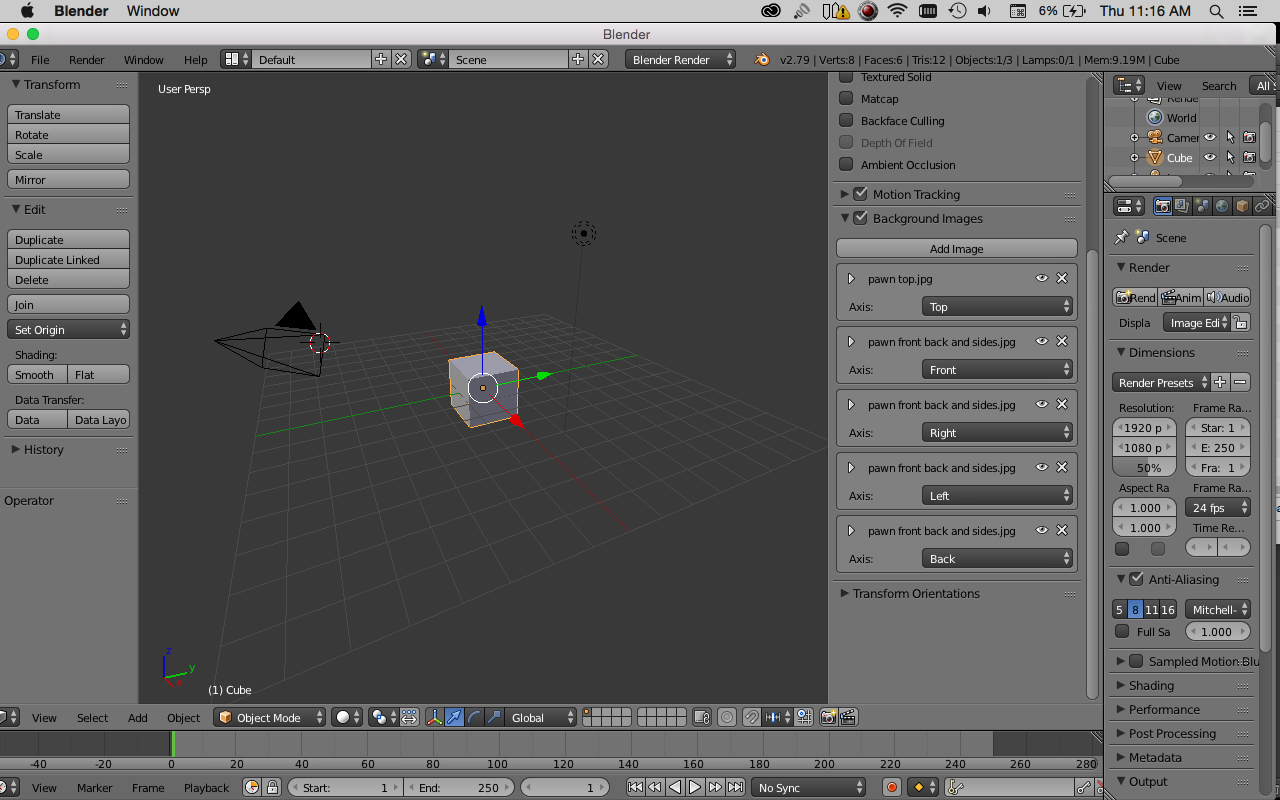 Blender Window 6% Thu 11:16 AM
Blender
File Render Window Help Default Scene Blender Render v2.79 | Verts:8 | Faces:6 | Tris:12 | Objects:1/3 | Lamps:0/1 | Mem:9.19M | Cube
Transform
Translate
Rotate
Scale
Mirror
Edit
Duplicate
Duplicate Linked
Delete
Join
Set Origin
Shading:
Smooth Flat
Data Transfer:
Data Data Layo
History
Operator
User Persp
z
y
x
(1) Cube
Textured Solid
Matcap
Backface Culling
Depth Of Field
Ambient Occlusion
Motion Tracking
Background Images
Add Image
pawn top.jpg
Axis: Top
pawn front back and sides.jpg
Axis: Front
pawn front back and sides.jpg
Axis: Right
pawn front back and sides.jpg
Axis: Left
pawn front back and sides.jpg
Axis: Back
Transform Orientations
View Search All S
Rende
World
Camer
Cube
Scene
Render
Rend Anim Audio
Displa Image Edi
Dimensions
Render Presets
Resolution: Frame Ra...
1920 p Star: 1
1080 p E: 250
50% Fra: 1
Aspect Ra Frame Ra...
1.000 24 fps
1.000 Time Re...
Anti-Aliasing
5 8 11 16 Mitchell-
Full Sa 1.000
Sampled Motion Blu
Shading
Performance
Post Processing
Metadata
Output
View Select Add Object Object Mode Global
-40 -20 0 20 40 60 80 100 120 140 160 180 200 220 240 260 280
View Marker Frame Playback Start: 1 End: 250 1 No Sync